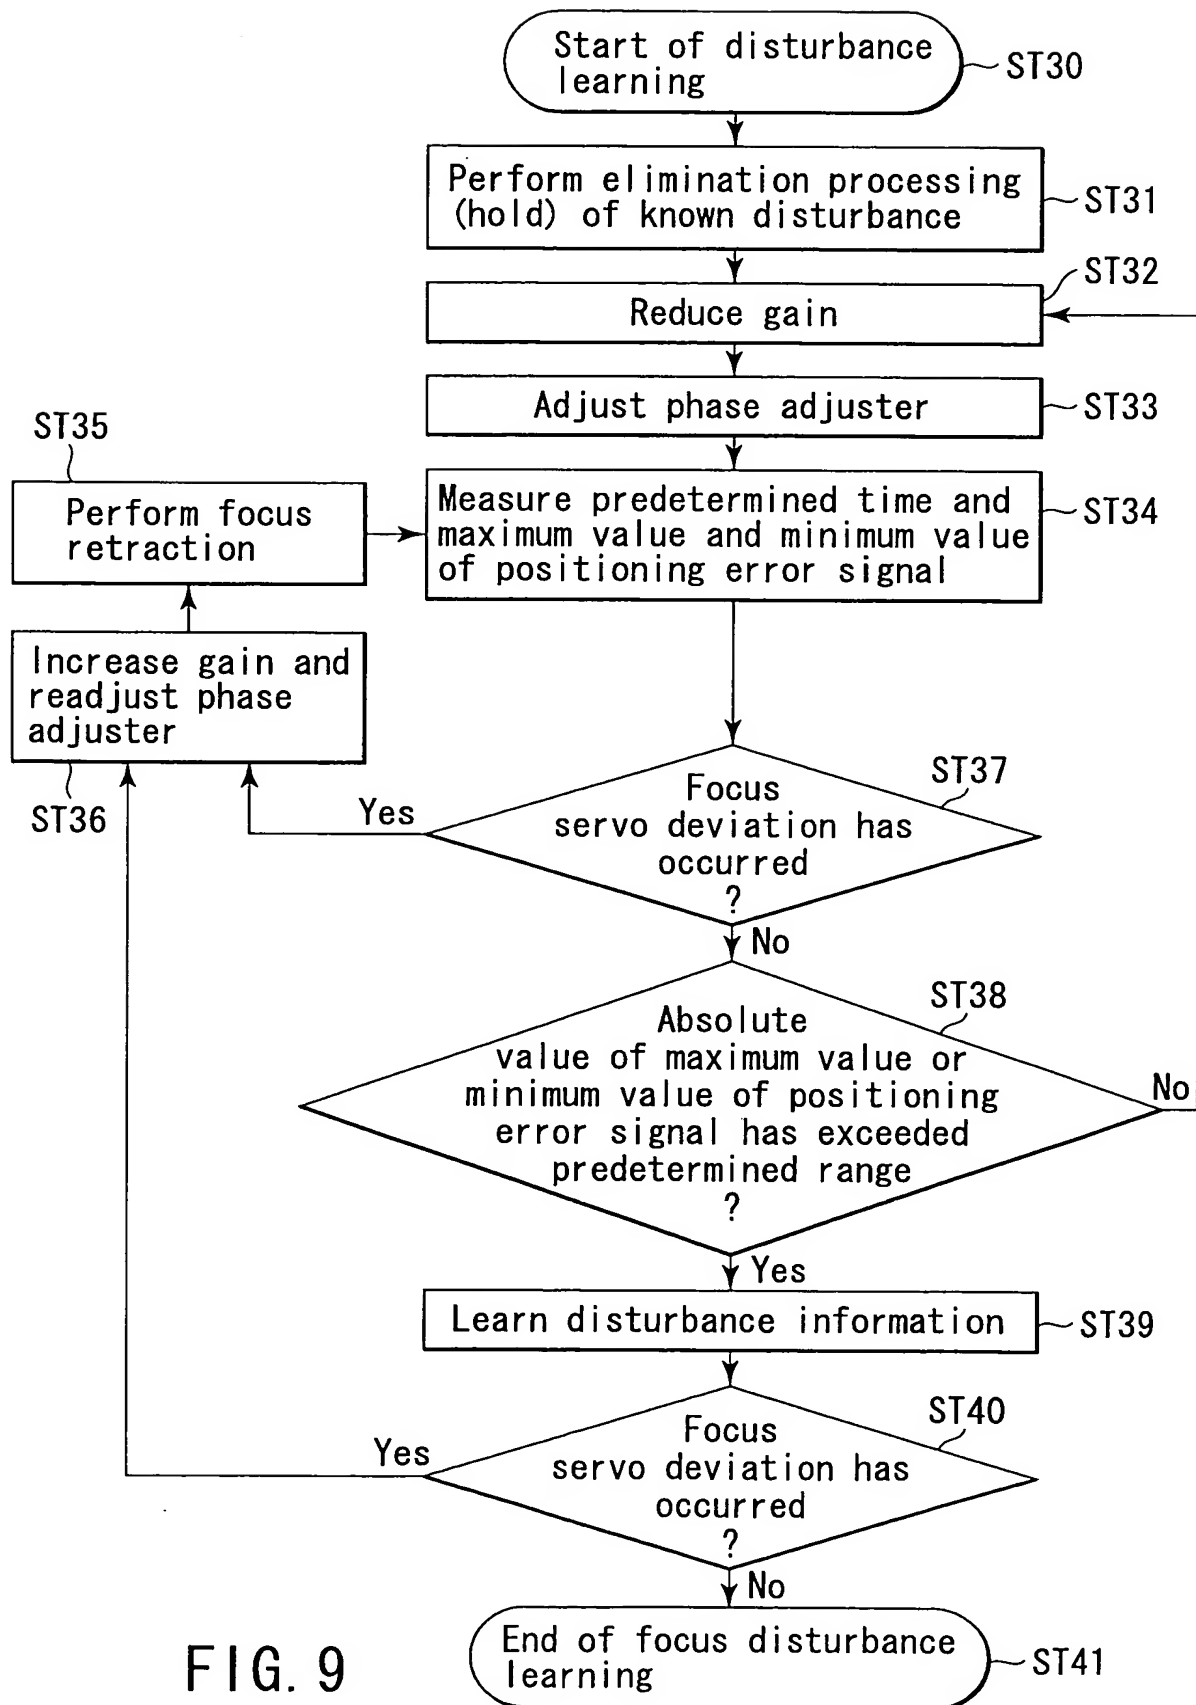 Start of disturbance
learning
ST30
Perform elimination processing
(hold) of known disturbance
ST31
ST32
Reduce gain
Adjust phase adjuster
ST33
ST35
Perform focus
retraction
Measure predetermined time and
maximum value and minimum value
of positioning error signal
ST34
Increase gain and
readjust phase
adjuster
ST36
ST37
Yes
Focus
servo deviation has
occurred
?
No
ST38
Absolute
value of maximum value or
minimum value of positioning
error signal has exceeded
predetermined range
?
No
Yes
Learn disturbance information
ST39
ST40
Yes
Focus
servo deviation has
occurred
?
No
End of focus disturbance
learning
ST41
FIG. 9